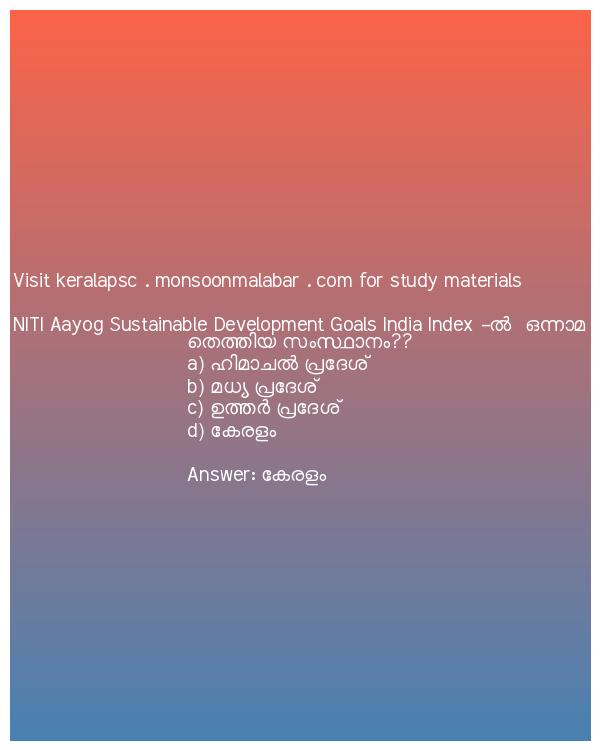 Visit keralapsc . monsoonmalabar . com for study materials
NITI Aayog Sustainable Development Goals India Index -ൽ ഒന്നാമ
തെത്തിയ സംസ്ഥാനം??
a) ഹിമാചൽ പ്രദേശ്
b) മധ്യ പ്രദേശ്
c) ഉത്തർ പ്രദേശ്
d) കേരളം
Answer: കേരളം